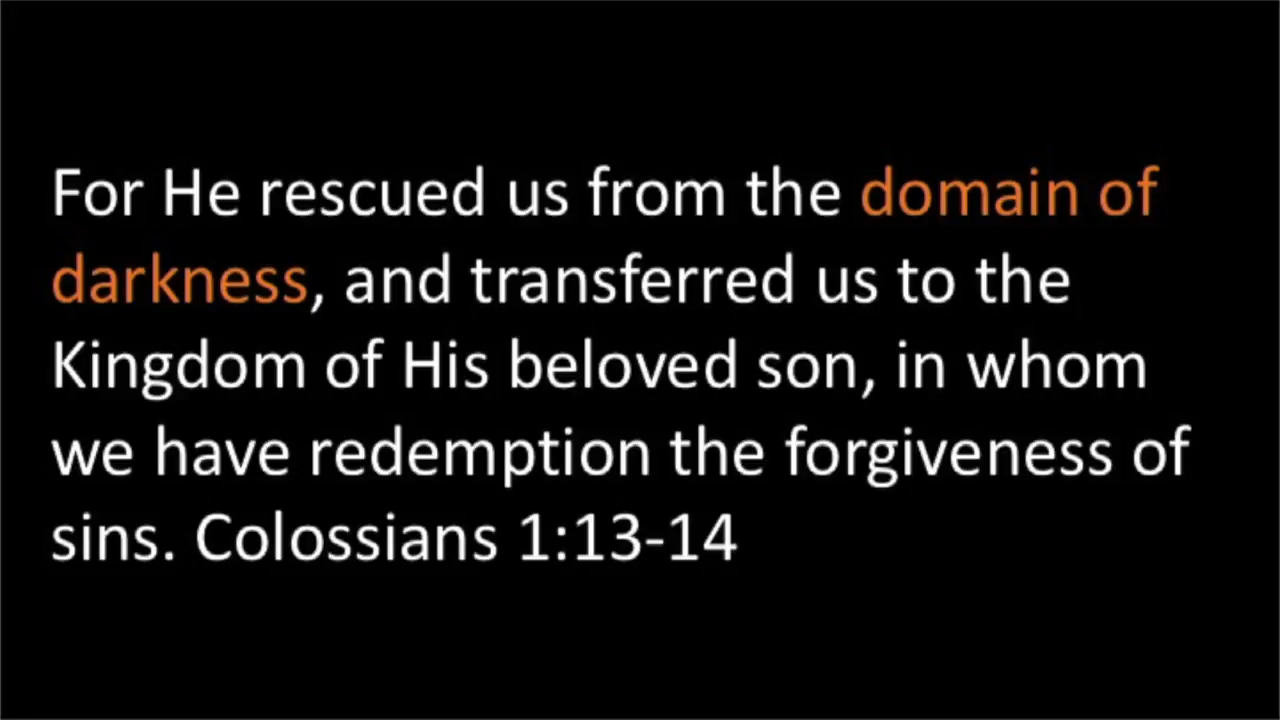 For He rescued us from the domain of
darkness, and transferred us to the
Kingdom of His beloved son, in whom
we have redemption the forgiveness of
sins. Colossians 1:13-14